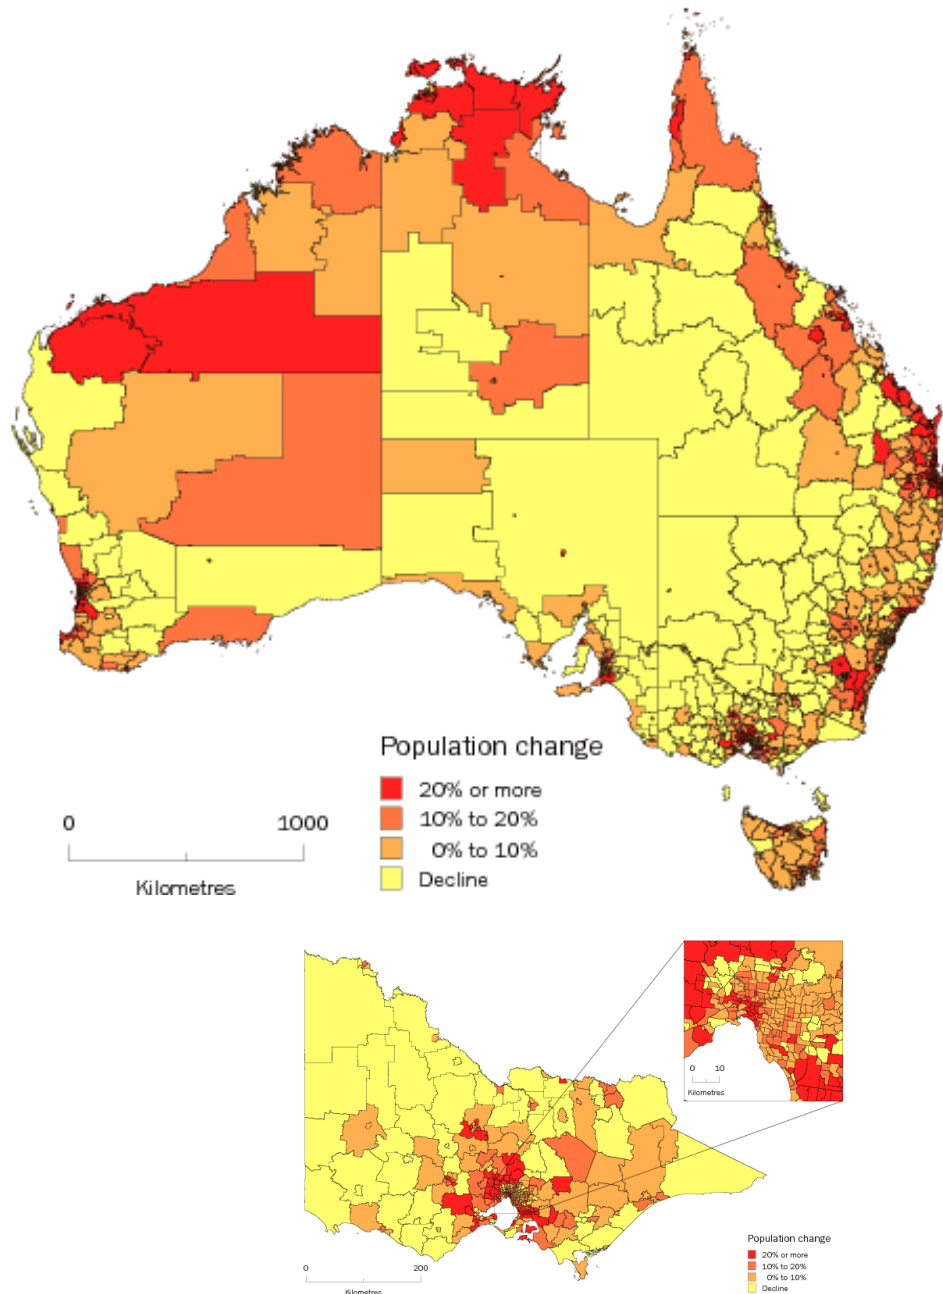 Population change
20% or more
10% to 20%
0% to 10%
Decline
0 1000
Kilometres
0 10
Kilometres
0 200
Kilometres
Population change
20% or more
10% to 20%
0% to 10%
Decline